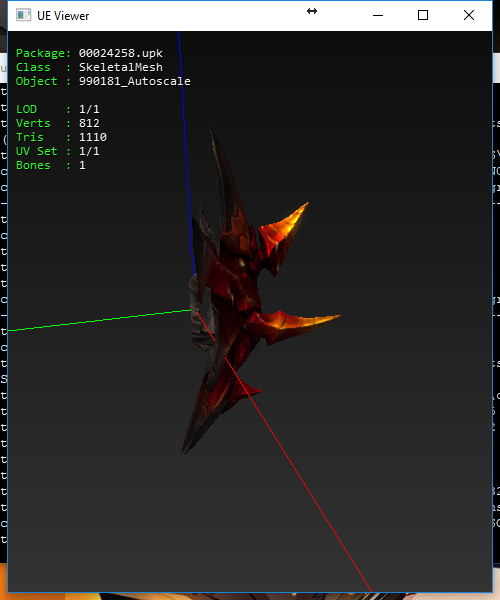 UE Viewer
Package: 00024258.upk
Class : SkeletalMesh
Object : 990181_Autoscale
LOD : 1/1
Verts : 812
Tris : 1110
UV Set : 1/1
Bones : 1